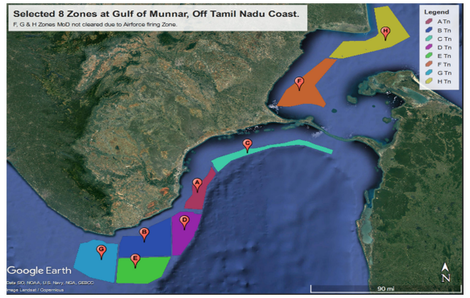 Selected 8 Zones at Gulf of Munnar, Off Tamil Nadu Coast.
F, G & H Zones MoD not cleared due to Airforce firing Zone.
Legend
A Tn
B Tn
C Tn
D Tn
E Tn
F Tn
G Tn
H Tn
H
F
C
A
D
B
G
E
Google Earth
Data SIO, NOAA, U.S. Navy, NGA, GEBCO
Image Landsat / Copernicus
N
90 mi